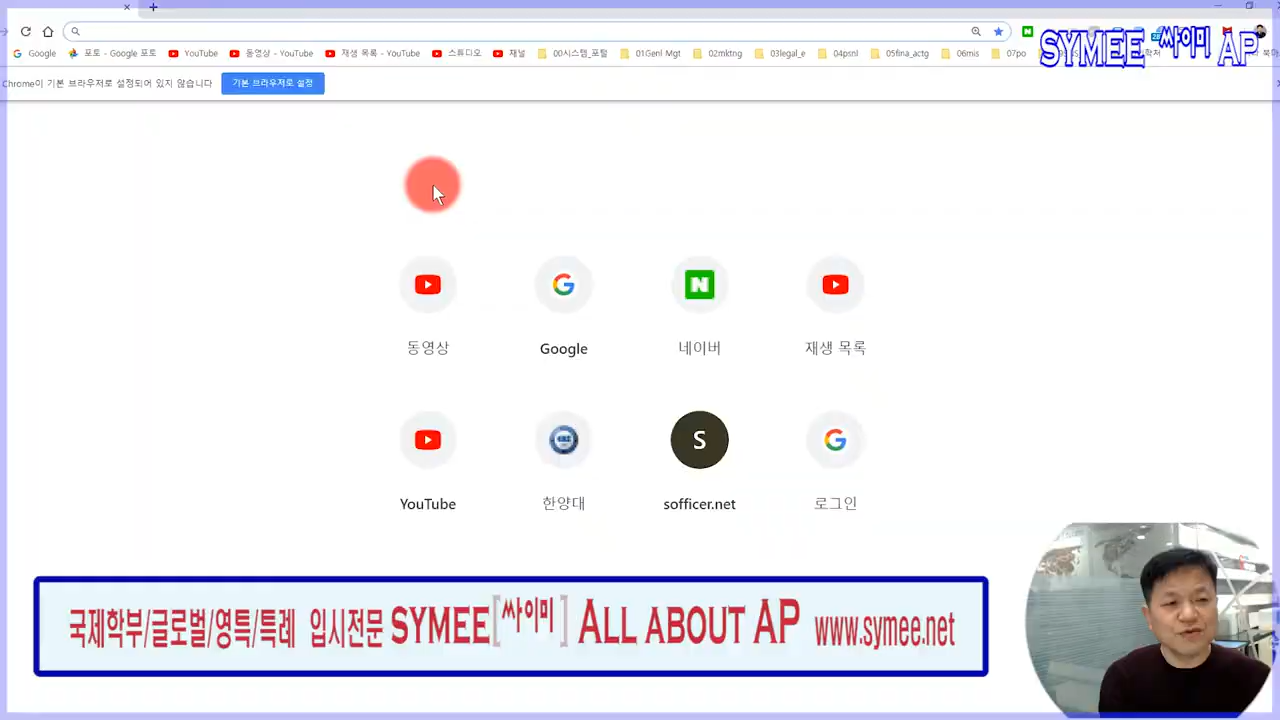 SYMEE 싸이미 AP
Google
포토 - Google 포토
YouTube
동영상 - YouTube
재생 목록 - YouTube
스튜디오
채널
00시스템_포털
01Genl Mgt
02mktng
03legal_e
04psnl
05fina_actg
06mis
07po
Chrome이 기본 브라우저로 설정되어 있지 않습니다
기본 브라우저로 설정
동영상
Google
네이버
재생 목록
YouTube
한양대
S
sofficer.net
로그인
국제학부/글로벌/영특/특례 입시전문 SYMEE[싸이미] ALL ABOUT AP www.symee.net